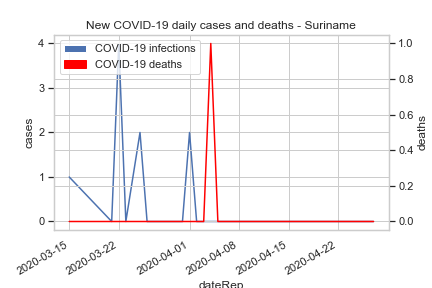 New COVID-19 daily cases and deaths - Suriname
COVID-19 infections
COVID-19 deaths
cases
4
3
2
1
0
deaths
1.0
0.8
0.6
0.4
0.2
0.0
2020-03-15
2020-03-22
2020-04-01
2020-04-08
2020-04-15
2020-04-22
dateRep